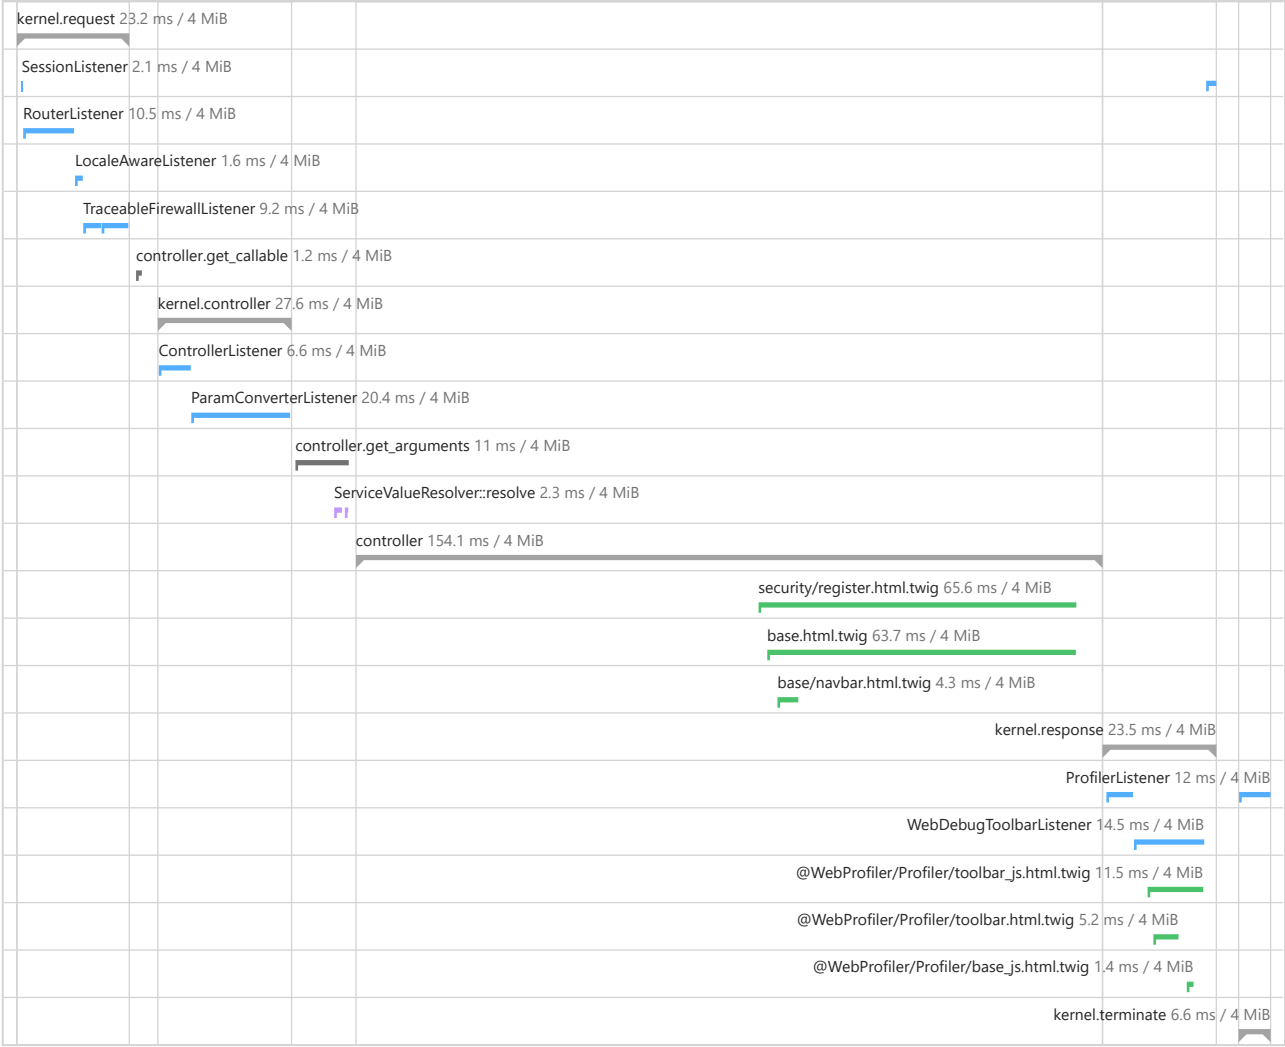 kernel.request 23.2 ms / 4 MiB
SessionListener 2.1 ms / 4 MiB
RouterListener 10.5 ms / 4 MiB
LocaleAwareListener 1.6 ms / 4 MiB
TraceableFirewallListener 9.2 ms / 4 MiB
controller.get_callable 1.2 ms / 4 MiB
kernel.controller 27.6 ms / 4 MiB
ControllerListener 6.6 ms / 4 MiB
ParamConverterListener 20.4 ms / 4 MiB
controller.get_arguments 11 ms / 4 MiB
ServiceValueResolver::resolve 2.3 ms / 4 MiB
controller 154.1 ms / 4 MiB
security/register.html.twig 65.6 ms / 4 MiB
base.html.twig 63.7 ms / 4 MiB
base/navbar.html.twig 4.3 ms / 4 MiB
kernel.response 23.5 ms / 4 MiB
ProfilerListener 12 ms / 4 MiB
WebDebugToolbarListener 14.5 ms / 4 MiB
@WebProfiler/Profiler/toolbar_js.html.twig 11.5 ms / 4 MiB
@WebProfiler/Profiler/toolbar.html.twig 5.2 ms / 4 MiB
@WebProfiler/Profiler/base_js.html.twig 1.4 ms / 4 MiB
kernel.terminate 6.6 ms / 4 MiB